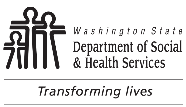 Washington State
Department of Social
& Health Services
Transforming lives